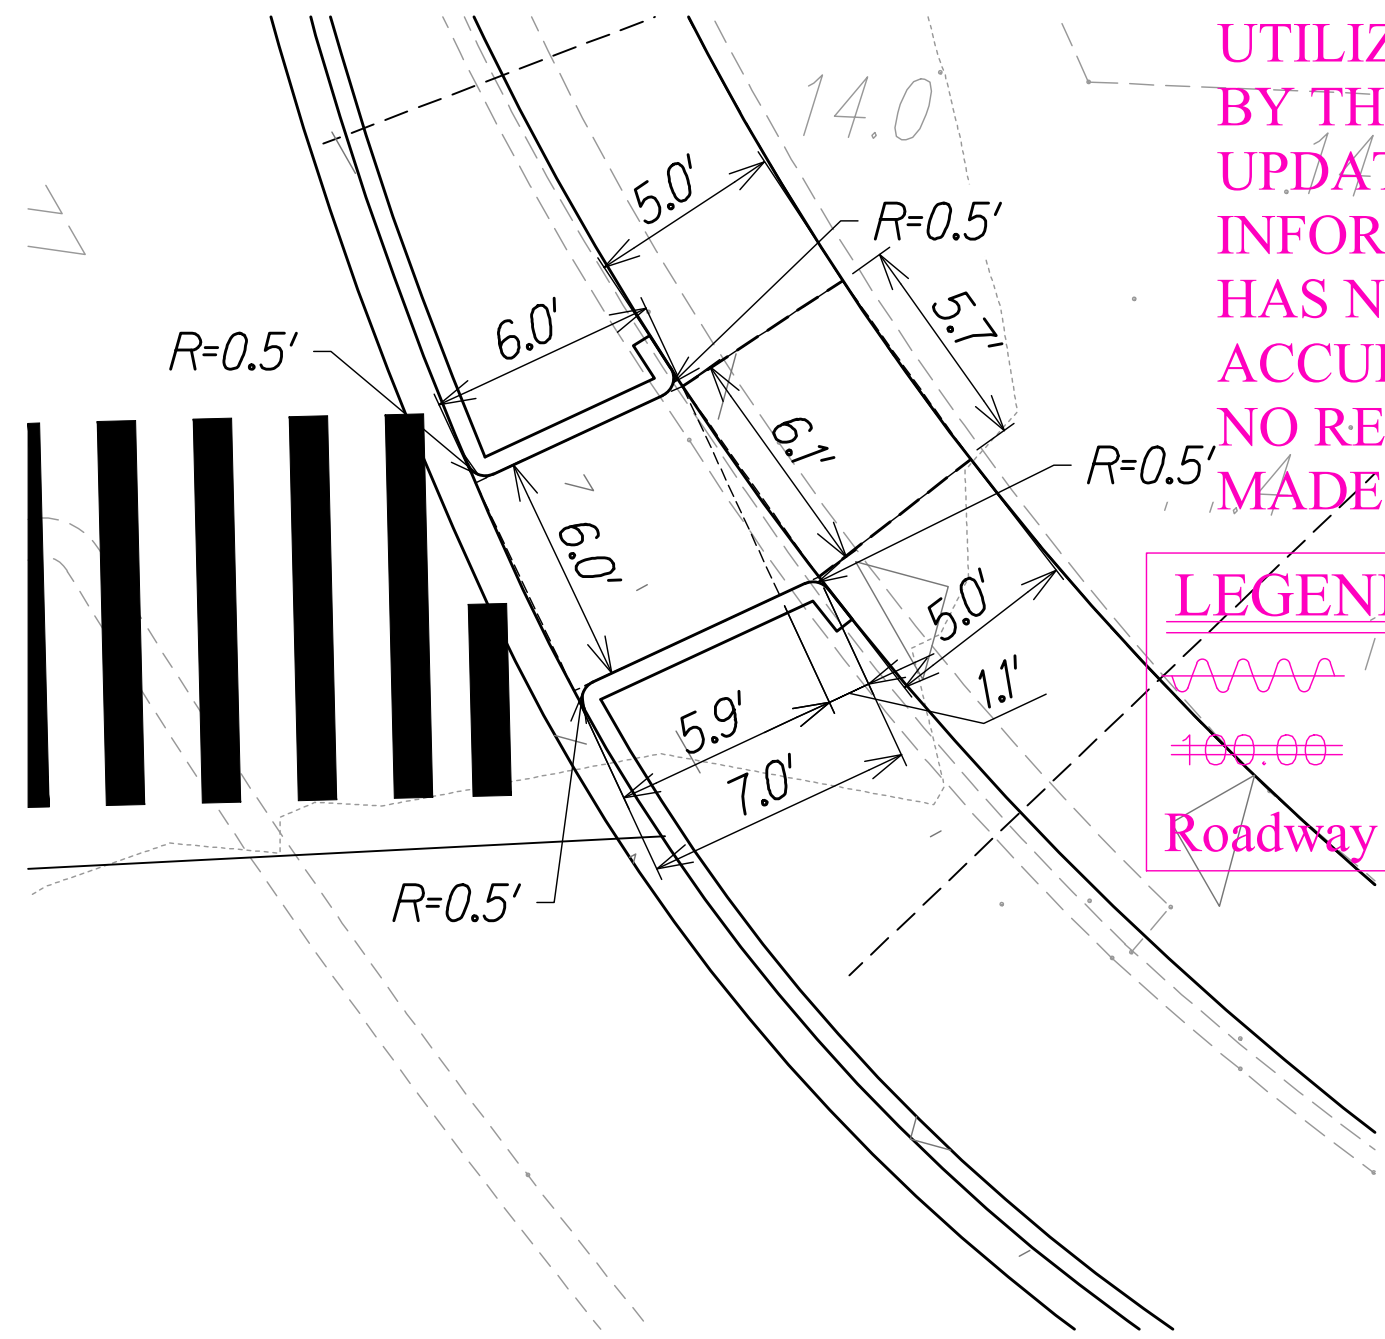 UTILIZ
BY TH
UPDAT
INFOR
HAS N
ACCU
NO RE
MADE
14.0
5.0'
R=0.5'
6.0'
5.7'
R=0.5'
6.1'
R=0.5'
6.0'
5.0'
1.1'
5.9'
7.0'
R=0.5'
LEGEN
100.00
Roadway